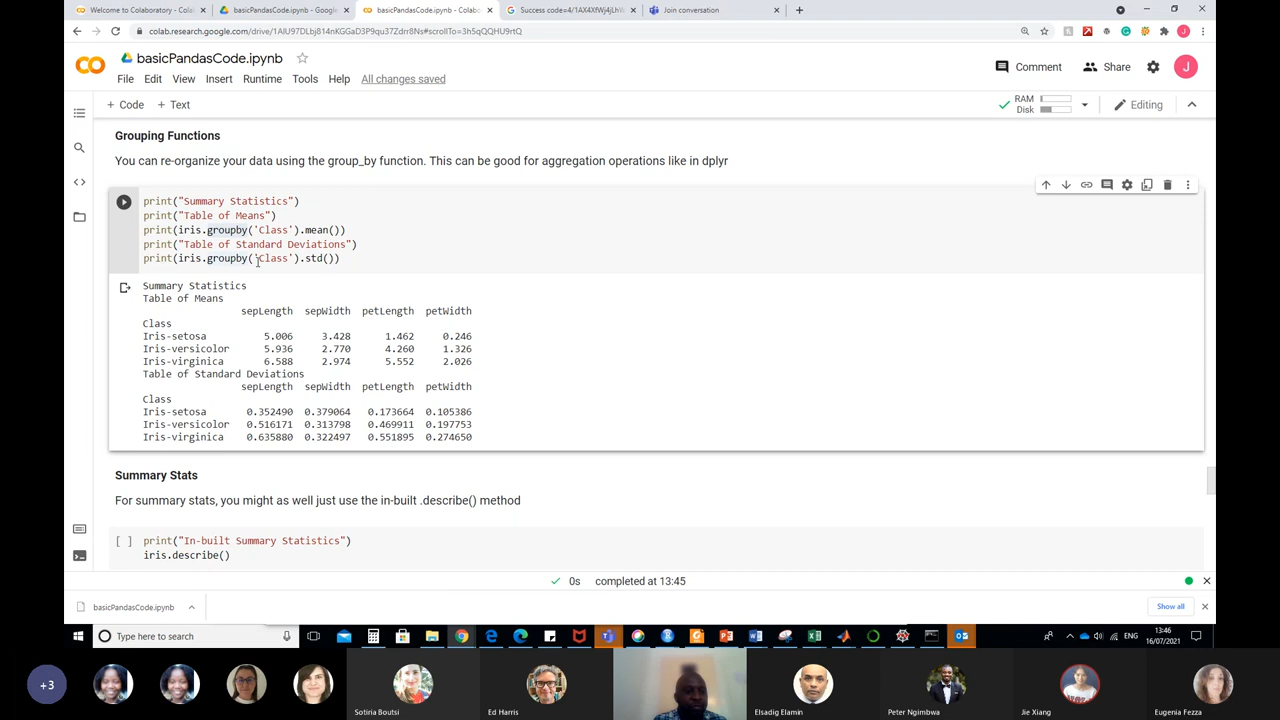 Welcome to Colaboratory - Colab
basicPandasCode.ipynb - Google
basicPandasCode.ipynb - Colabo
Success code=4/1AX4XfWj4jLhW
Join conversation
colab.research.google.com/drive/1AlU97DLbj814nKGGaD3P9qu37Zdrr8Ns#scrollTo=3h5qQQHU9rtQ
basicPandasCode.ipynb
Comment
Share
J
File Edit View Insert Runtime Tools Help All changes saved
+ Code + Text
RAM
Disk
Editing
Grouping Functions
You can re-organize your data using the group_by function. This can be good for aggregation operations like in dplyr
print("Summary Statistics")
print("Table of Means")
print(iris.groupby('Class').mean())
print("Table of Standard Deviations")
print(iris.groupby('Class').std())
Summary Statistics
Table of Means
sepLength sepWidth petLength petWidth
Class
Iris-setosa 5.006 3.428 1.462 0.246
Iris-versicolor 5.936 2.770 4.260 1.326
Iris-virginica 6.588 2.974 5.552 2.026
Table of Standard Deviations
sepLength sepWidth petLength petWidth
Class
Iris-setosa 0.352490 0.379064 0.173664 0.105386
Iris-versicolor 0.516171 0.313798 0.469911 0.197753
Iris-virginica 0.635880 0.322497 0.551895 0.274650
Summary Stats
For summary stats, you might as well just use the in-built .describe() method
[ ] print("In-built Summary Statistics")
iris.describe()
0s completed at 13:45
basicPandasCode.ipynb
Show all
Type here to search
ENG
13:46
16/07/2021
+3
Sotiria Boutsi
Ed Harris
Elsadig Elamin
Peter Ngimbwa
Jie Xiang
Eugenia Fezza